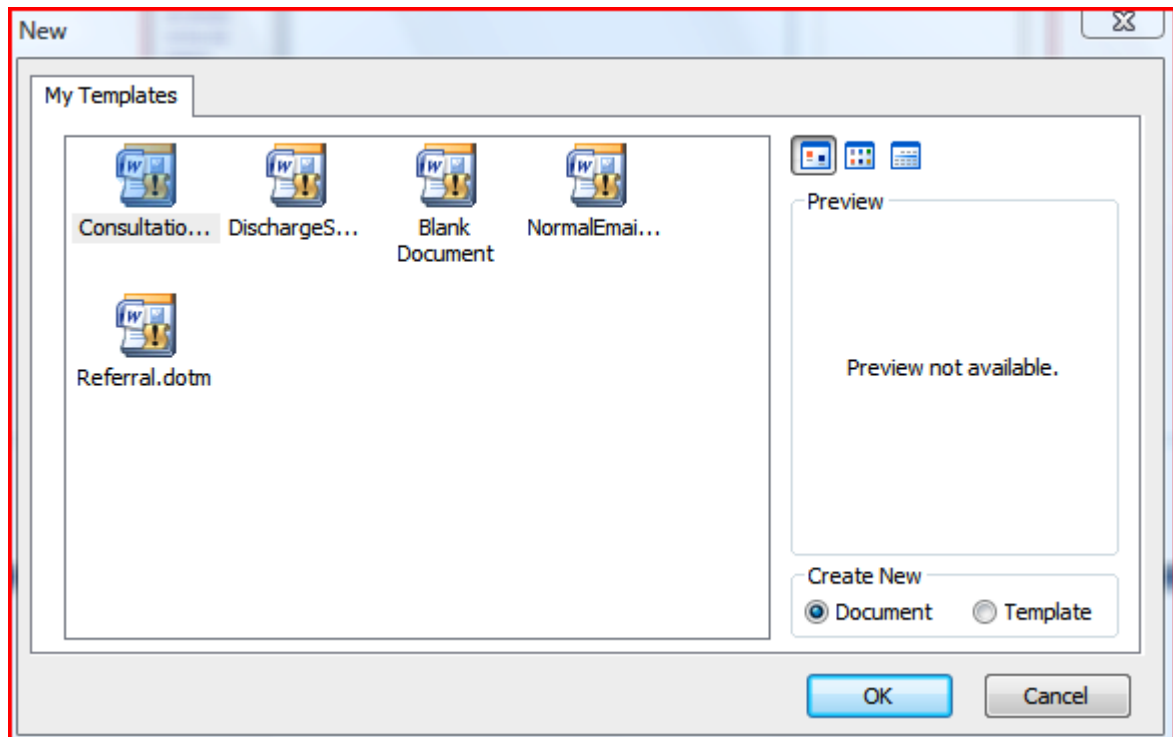 New
My Templates
Consultatio... DischargeS... Blank Document NormalEmai...
Referral.dotm
Preview
Preview not available.
Create New
Document Template
OK Cancel